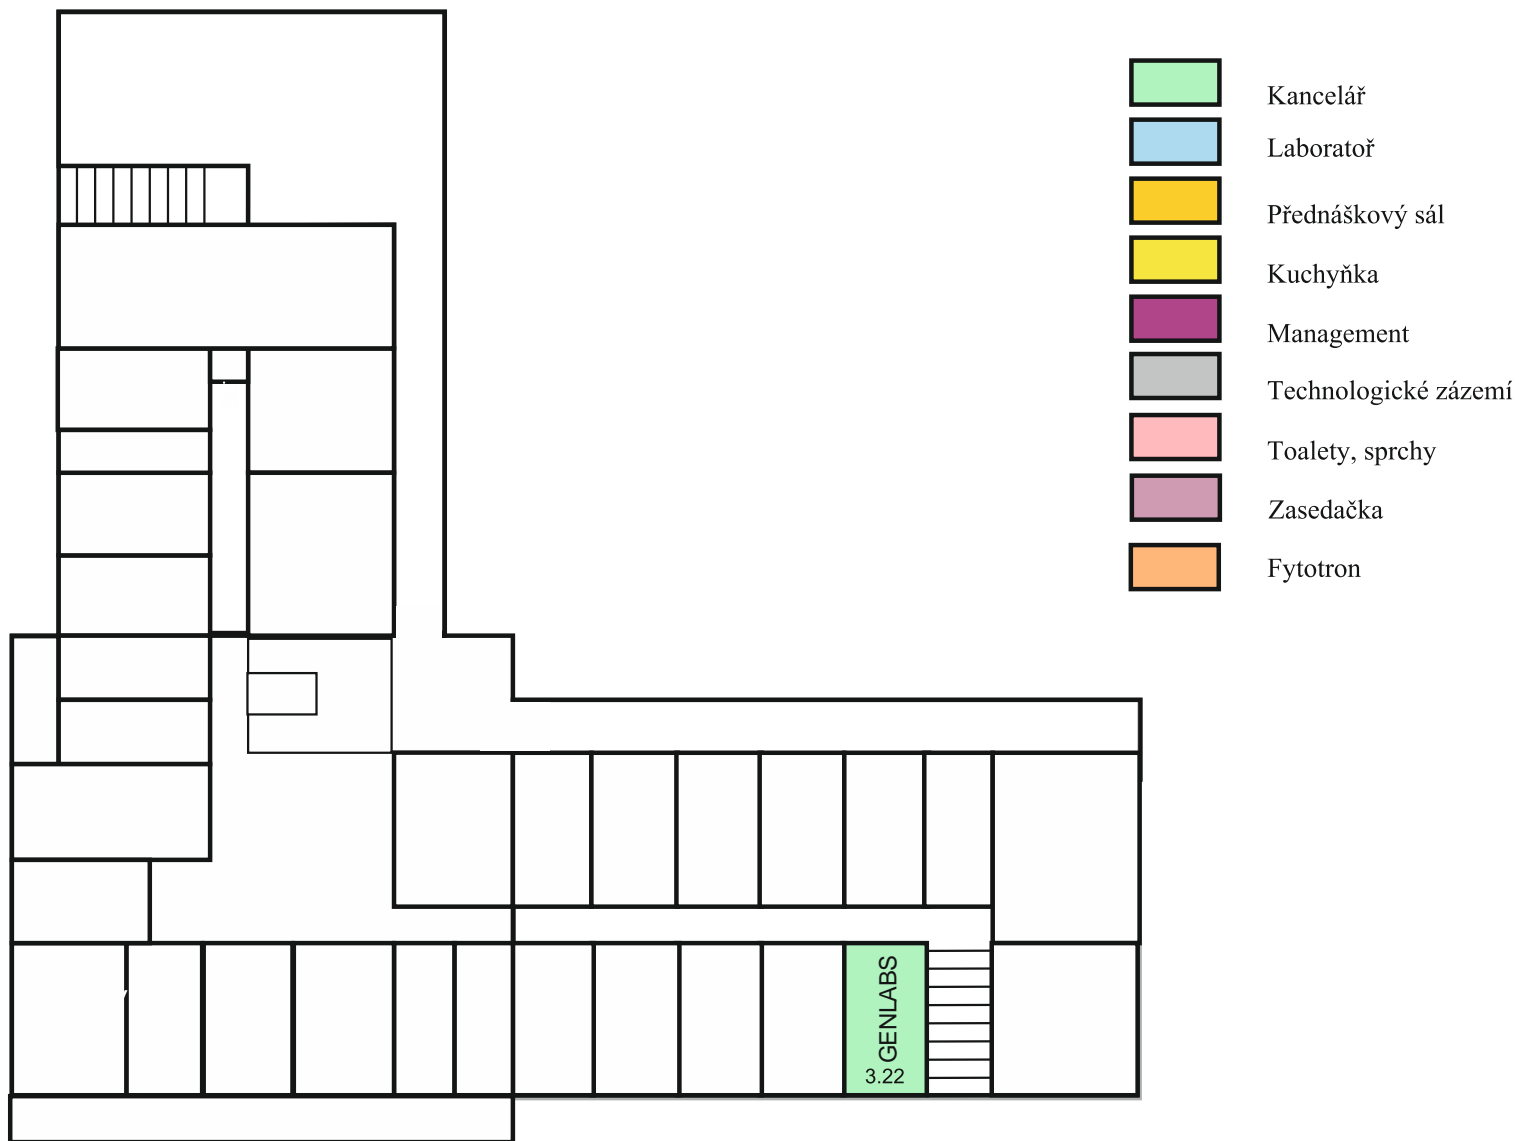 Kancelář
Laboratoř
Přednáškový sál
Kuchyňka
Management
Technologické zázemí
Toalety, sprchy
Zasedačka
Fytotron
GENLABS
3.22